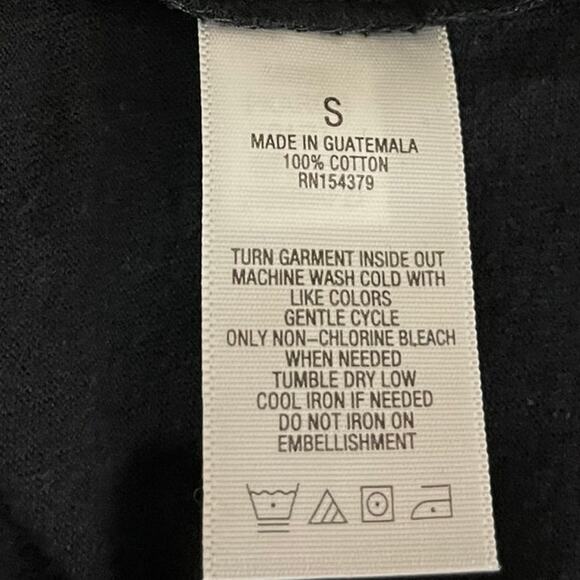 S
MADE IN GUATEMALA
100% COTTON
RN154379
TURN GARMENT INSIDE OUT
MACHINE WASH COLD WITH
LIKE COLORS
GENTLE CYCLE
ONLY NON-CHLORINE BLEACH
WHEN NEEDED
TUMBLE DRY LOW
COOL IRON IF NEEDED
DO NOT IRON ON
EMBELLISHMENT